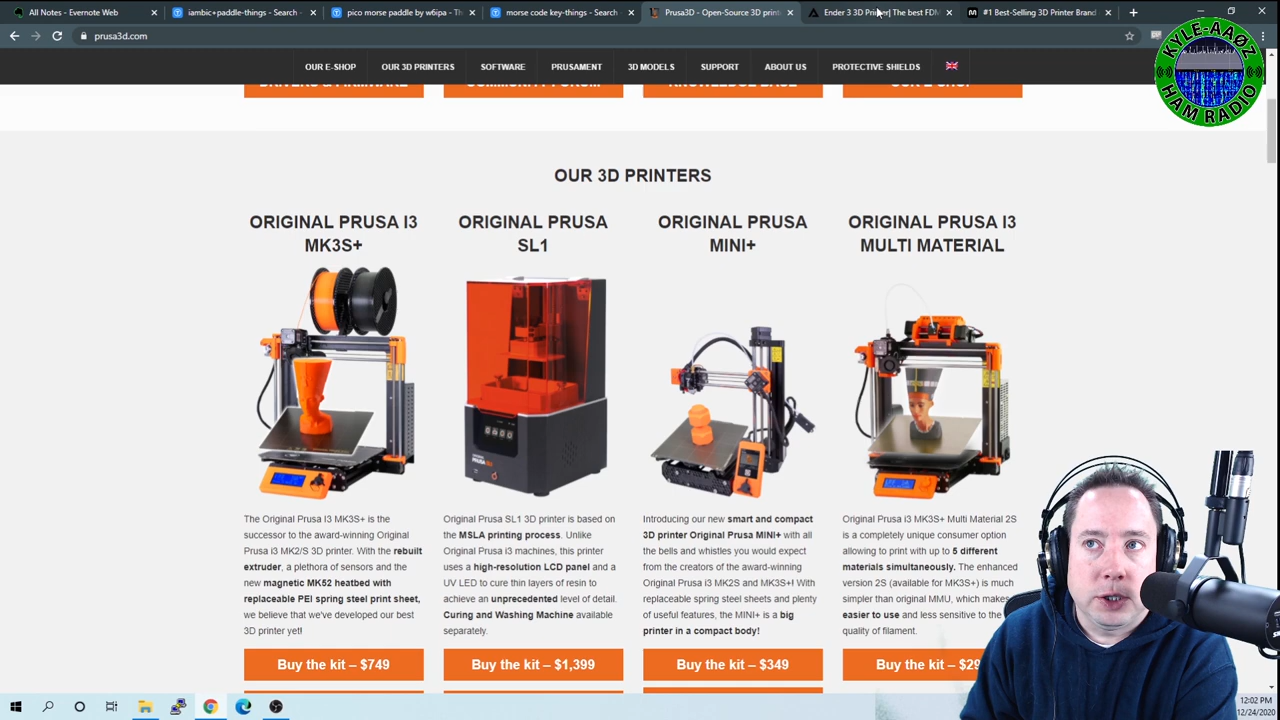 All Notes - Evernote Web
iambic+paddle-things - Search -
pico morse paddle by w6ipa - Th
morse code key-things - Search
Prusa3D - Open-Source 3D print
Ender 3 3D Printer| The best FDM
#1 Best-Selling 3D Printer Brand
prusa3d.com
OUR E-SHOP
OUR 3D PRINTERS
SOFTWARE
PRUSAMENT
3D MODELS
SUPPORT
ABOUT US
PROTECTIVE SHIELDS
KYLE-AAØZ
HAM RADIO
DRIVERS & FIRMWARE
COMMUNITY FORUM
KNOWLEDGE BASE
OUR E-SHOP
OUR 3D PRINTERS
ORIGINAL PRUSA I3
MK3S+
The Original Prusa I3 MK3S+ is the
successor to the award-winning Original
Prusa i3 MK2/S 3D printer. With the rebuilt
extruder, a plethora of sensors and the
new magnetic MK52 heatbed with
replaceable PEI spring steel print sheet,
we believe that we've developed our best
3D printer yet!
Buy the kit – $749
ORIGINAL PRUSA
SL1
Original Prusa SL1 3D printer is based on
the MSLA printing process. Unlike
Original Prusa i3 machines, this printer
uses a high-resolution LCD panel and a
UV LED to cure thin layers of resin to
achieve an unprecedented level of detail.
Curing and Washing Machine available
separately.
Buy the kit – $1,399
ORIGINAL PRUSA
MINI+
Introducing our new smart and compact
3D printer Original Prusa MINI+ with all
the bells and whistles you would expect
from the creators of the award-winning
Original Prusa i3 MK2S and MK3S+! With
replaceable spring steel sheets and plenty
of useful features, the MINI+ is a big
printer in a compact body!
Buy the kit – $349
ORIGINAL PRUSA I3
MULTI MATERIAL
Original Prusa i3 MK3S+ Multi Material 2S
is a completely unique consumer option
allowing to print with up to 5 different
materials simultaneously. The enhanced
version 2S (available for MK3S+) is much
simpler than original MMU, which makes
easier to use and less sensitive to the
quality of filament.
Buy the kit – $29
12:02 PM
12/24/2020